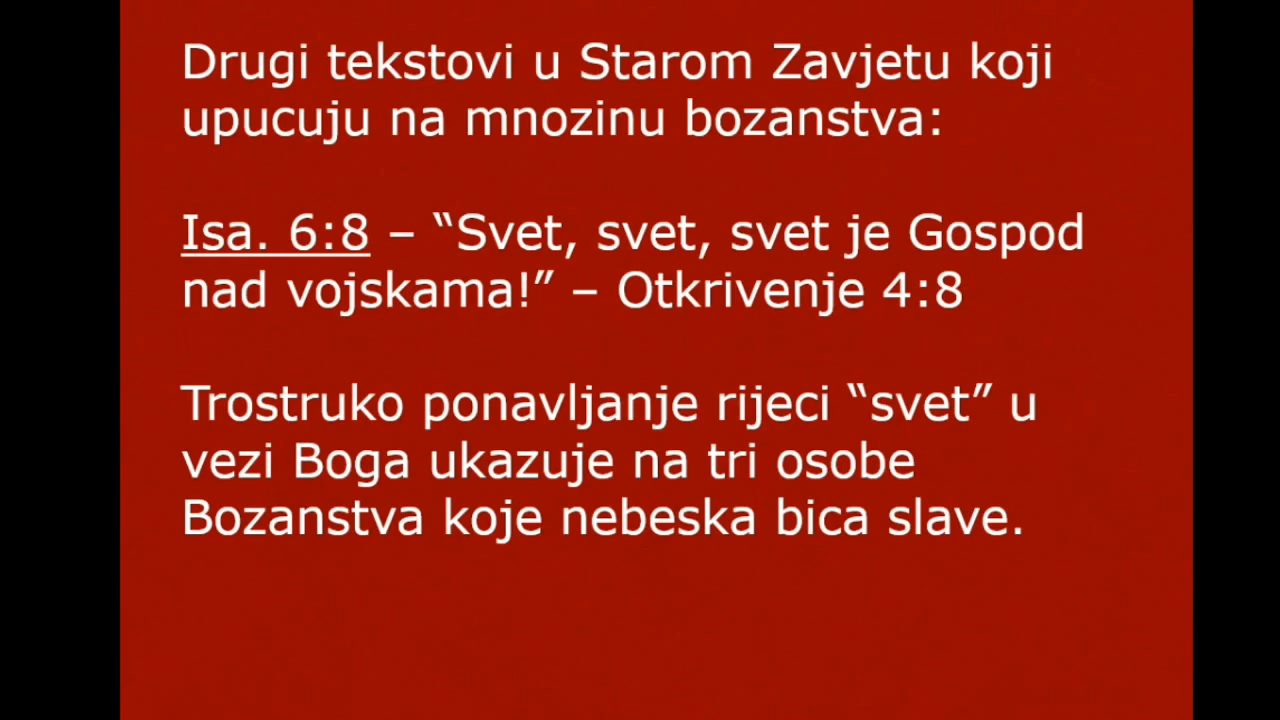 Drugi tekstovi u Starom Zavjetu koji
upucuju na mnozinu bozanstva:
Isa. 6:8 – “Svet, svet, svet je Gospod
nad vojskama!” – Otkrivenje 4:8
Trostruko ponavljanje rijeci “svet” u
vezi Boga ukazuje na tri osobe
Bozanstva koje nebeska bica slave.